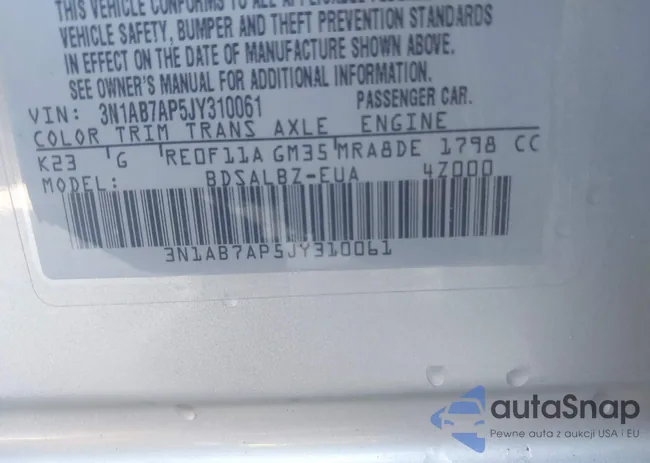 THIS VEHICLE CONFORMS TO ALL APPLICABLE FEDERAL
VEHICLE SAFETY, BUMPER AND THEFT PREVENTION STANDARDS
IN EFFECT ON THE DATE OF MANUFACTURE SHOWN ABOVE.
SEE OWNER'S MANUAL FOR ADDITIONAL INFORMATION.
VIN: 3N1AB7AP5JY310061 PASSENGER CAR.
COLOR TRIM TRANS AXLE ENGINE
K23 G RE0F11A GM35 MRA8DE 1798 CC
MODEL: BDSALBZ-EUA 4Z000
3N1AB7AP5JY310061
autaSnap
Pewne auta z aukcji USA i EU